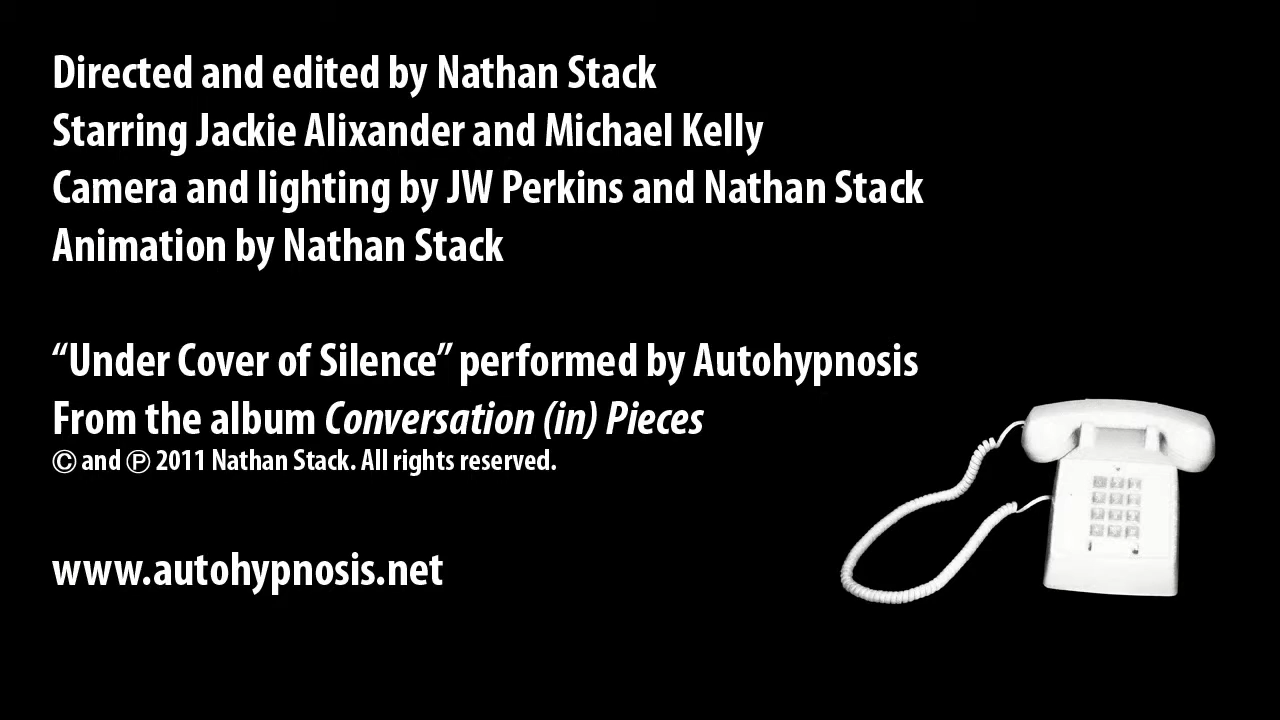 Directed and edited by Nathan Stack
Starring Jackie Alixander and Michael Kelly
Camera and lighting by JW Perkins and Nathan Stack
Animation by Nathan Stack
“Under Cover of Silence” performed by Autohypnosis
From the album Conversation (in) Pieces
© and ℗ 2011 Nathan Stack. All rights reserved.
www.autohypnosis.net